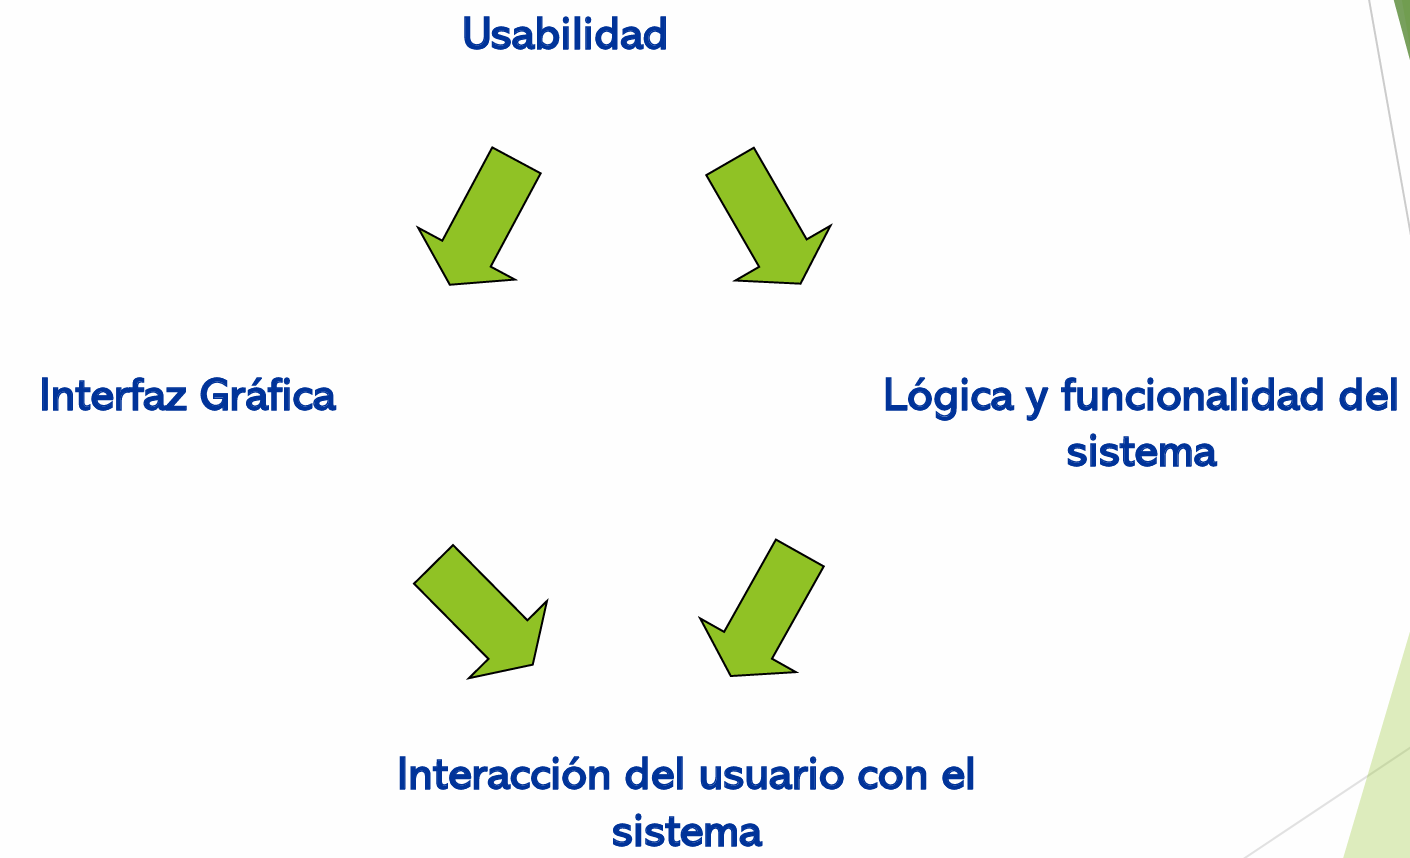 Usabilidad
Interfaz Gráfica
Lógica y funcionalidad del
sistema
Interacción del usuario con el
sistema